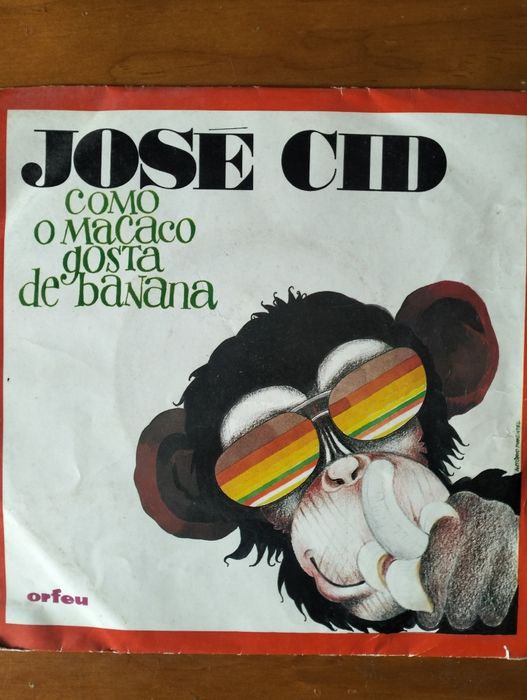 JOSÉ CID
COMO
O MACACO
GOSTA
de BANANA
orfeu